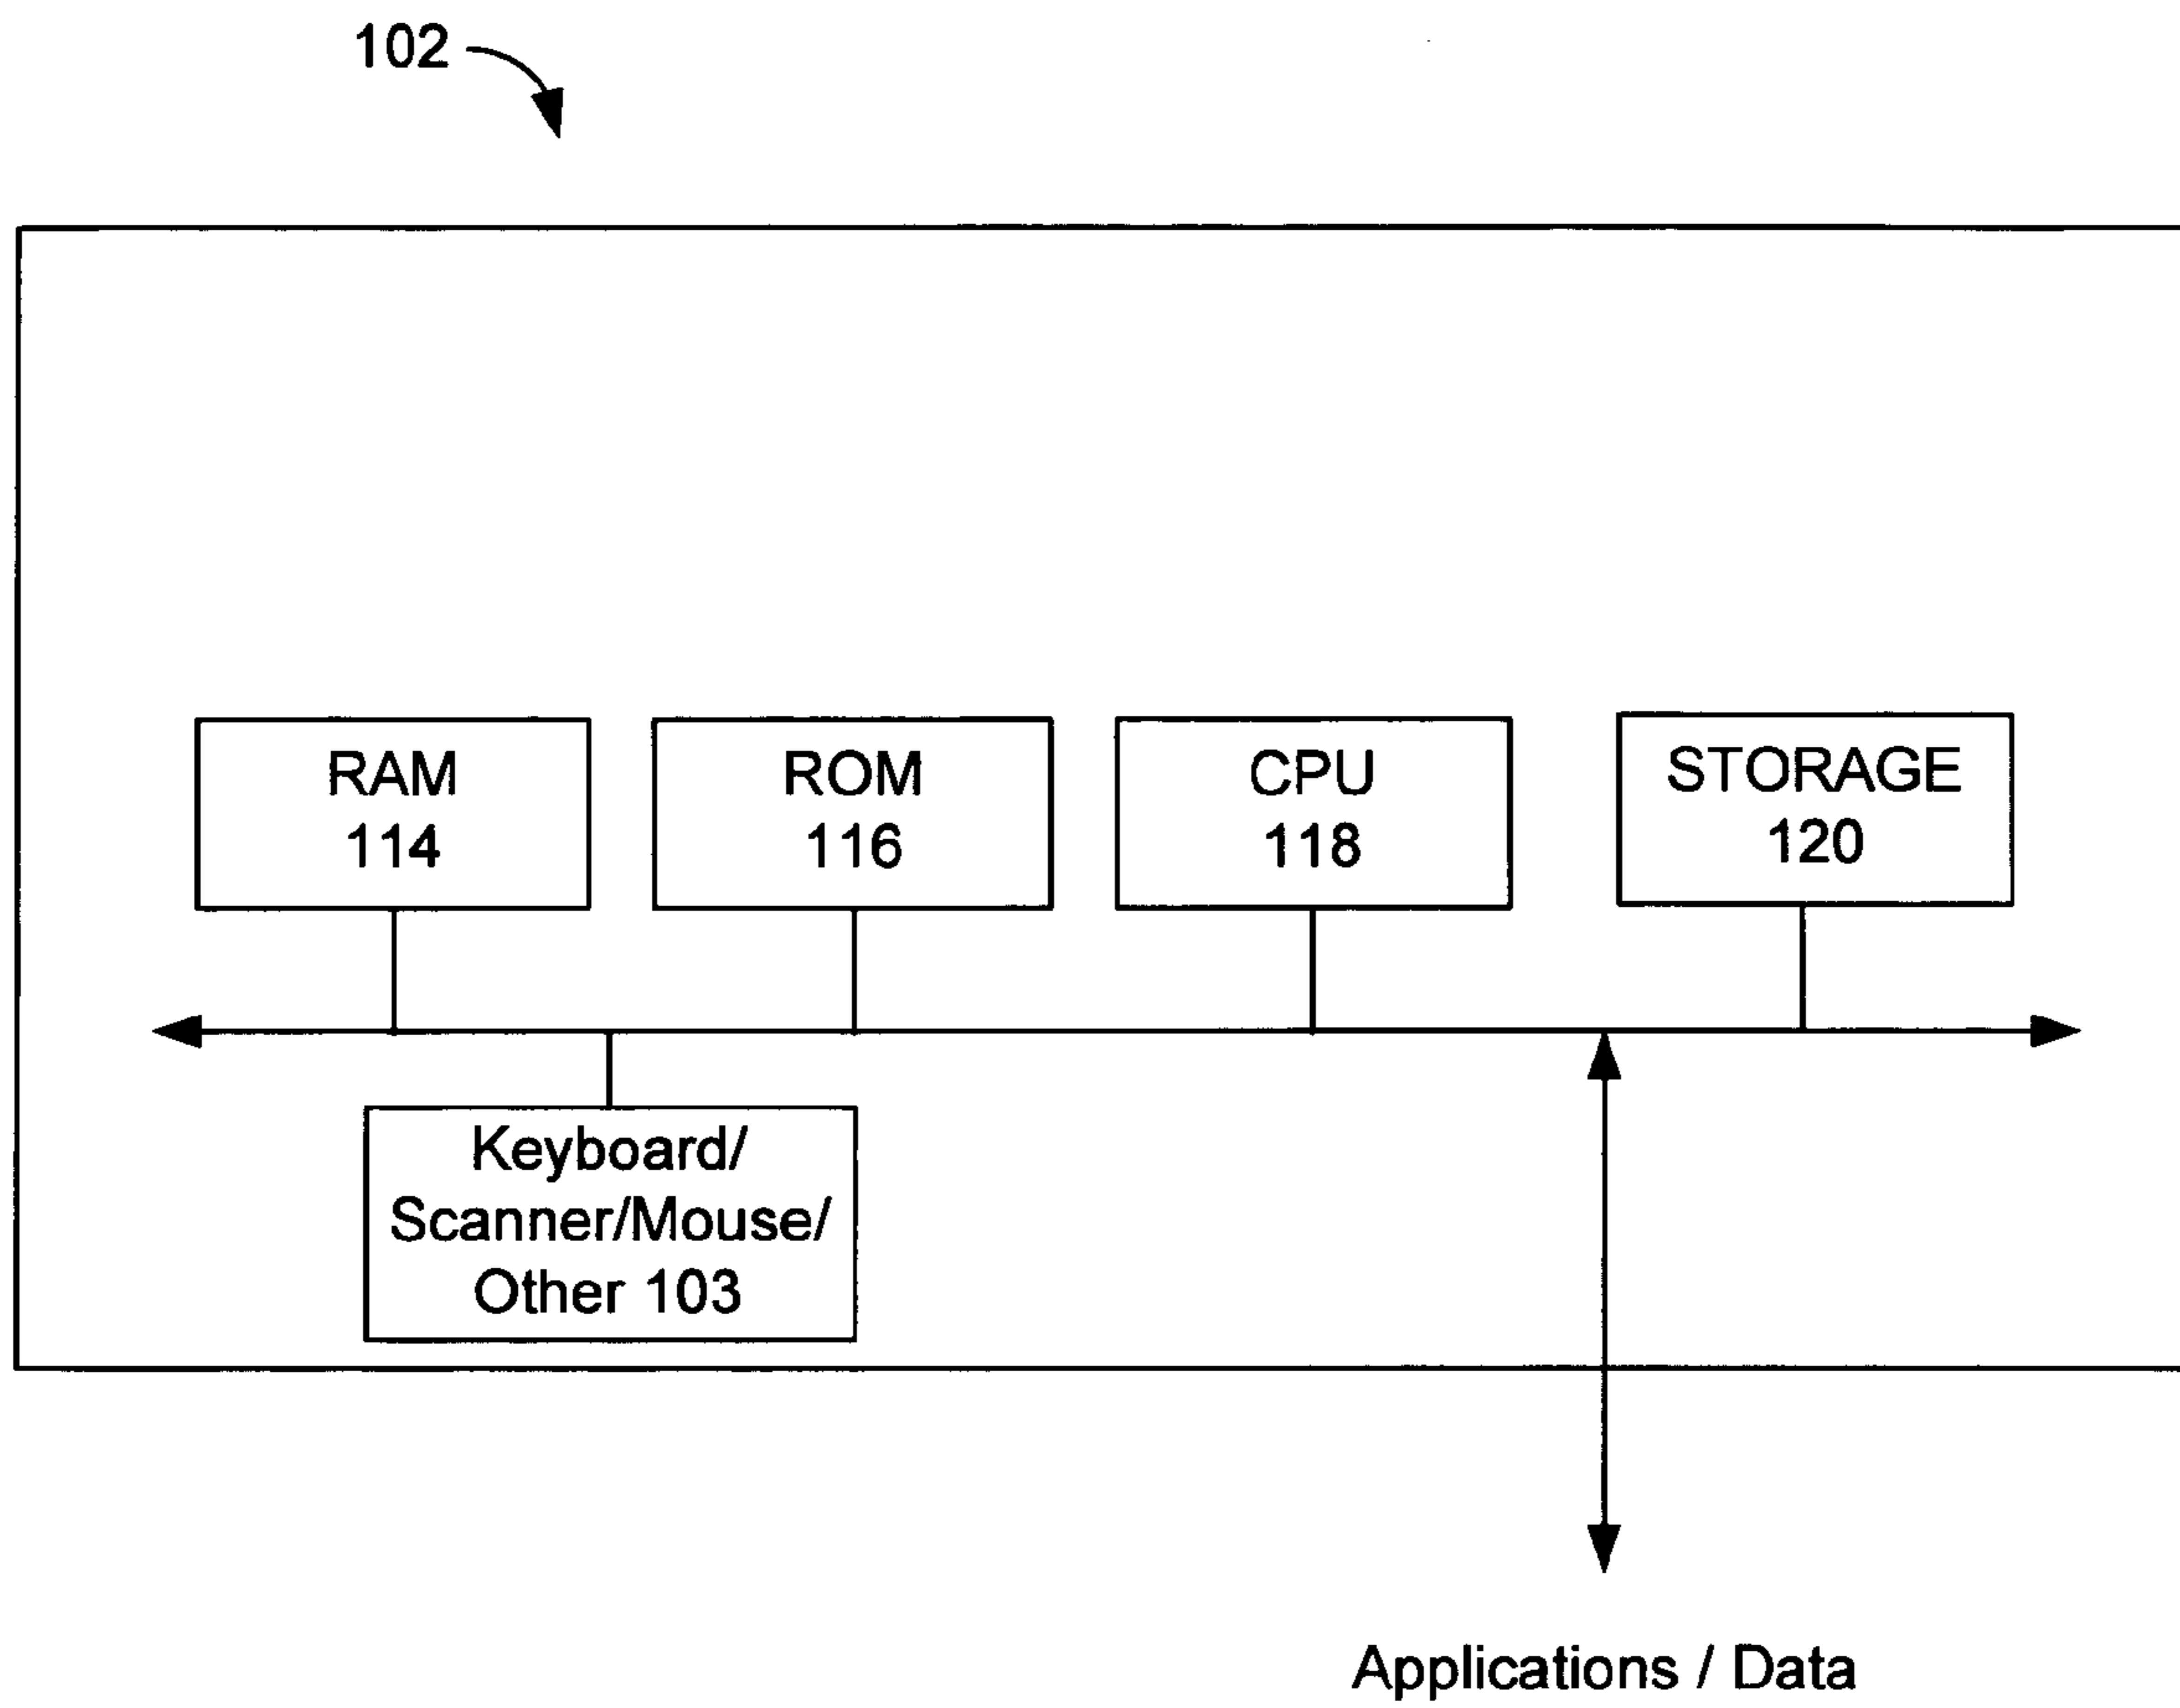 102
RAM
114
ROM
116
CPU
118
STORAGE
120
Keyboard/
Scanner/Mouse/
Other 103
Applications / Data